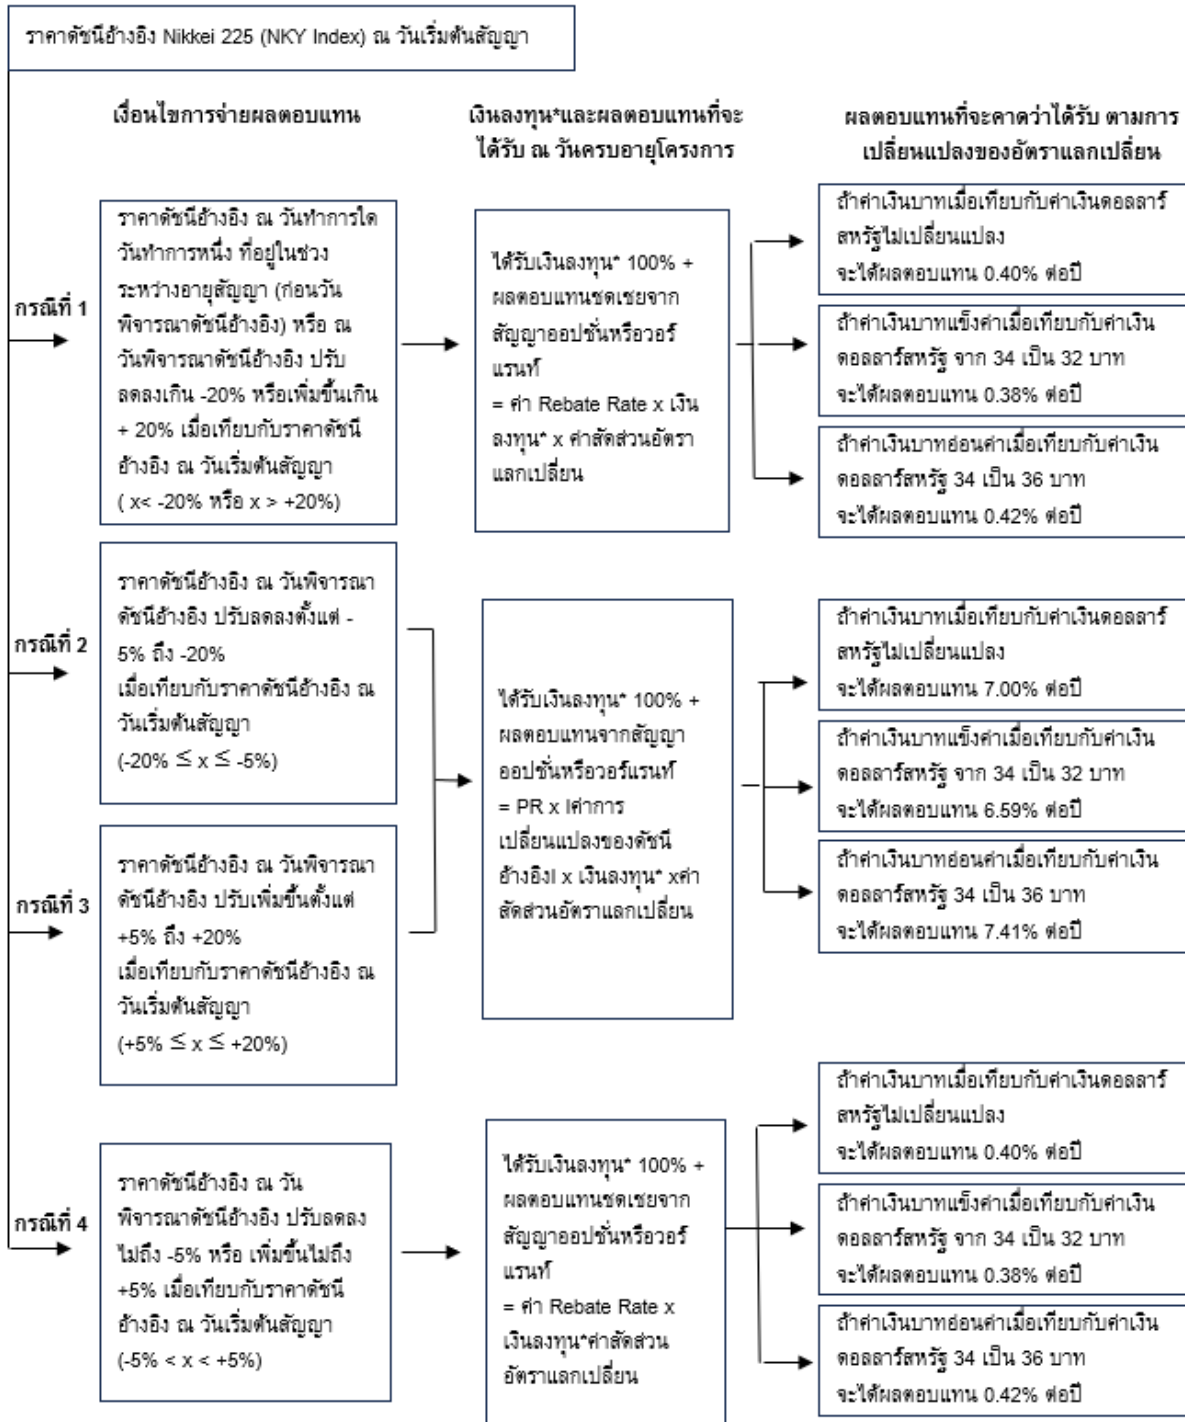 ราคาดัชนีอ้างอิง Nikkei 225 (NKY Index) ณ วันเริ่มต้นสัญญา
เงื่อนไขการจ่ายผลตอบแทน
เงินลงทุน*และผลตอบแทนที่จะ
ได้รับ ณ วันครบอายุโครงการ
ผลตอบแทนที่จะคาดว่าได้รับ ตามการ
เปลี่ยนแปลงของอัตราแลกเปลี่ยน
กรณีที่ 1
ราคาดัชนีอ้างอิง ณ วันทำการใด
วันทำการหนึ่ง ที่อยู่ในช่วง
ระหว่างอายุสัญญา (ก่อนวัน
พิจารณาดัชนีอ้างอิง) หรือ ณ
วันพิจารณาดัชนีอ้างอิง ปรับ
ลดลงเกิน -20% หรือเพิ่มขึ้นเกิน
+ 20% เมื่อเทียบกับราคาดัชนี
อ้างอิง ณ วันเริ่มต้นสัญญา
( x< -20% หรือ x > +20%)
ได้รับเงินลงทุน* 100% +
ผลตอบแทนชดเชยจาก
สัญญาออปชั่นหรือวอร์
แรนท์
= ค่า Rebate Rate x เงิน
ลงทุน* x ค่าสัดส่วนอัตรา
แลกเปลี่ยน
ถ้าค่าเงินบาทเมื่อเทียบกับค่าเงินดอลลาร์
สหรัฐไม่เปลี่ยนแปลง
จะได้ผลตอบแทน 0.40% ต่อปี
ถ้าค่าเงินบาทแข็งค่าเมื่อเทียบกับค่าเงิน
ดอลลาร์สหรัฐ จาก 34 เป็น 32 บาท
จะได้ผลตอบแทน 0.38% ต่อปี
ถ้าค่าเงินบาทอ่อนค่าเมื่อเทียบกับค่าเงิน
ดอลลาร์สหรัฐ 34 เป็น 36 บาท
จะได้ผลตอบแทน 0.42% ต่อปี
กรณีที่ 2
ราคาดัชนีอ้างอิง ณ วันพิจารณา
ดัชนีอ้างอิง ปรับลดลงตั้งแต่ -
5% ถึง -20%
เมื่อเทียบกับราคาดัชนีอ้างอิง ณ
วันเริ่มต้นสัญญา
(-20% ≤ x ≤ -5%)
กรณีที่ 3
ราคาดัชนีอ้างอิง ณ วันพิจารณา
ดัชนีอ้างอิง ปรับเพิ่มขึ้นตั้งแต่
+5% ถึง +20%
เมื่อเทียบกับราคาดัชนีอ้างอิง ณ
วันเริ่มต้นสัญญา
(+5% ≤ x ≤ +20%)
ได้รับเงินลงทุน* 100% +
ผลตอบแทนจากสัญญา
ออปชั่นหรือวอร์แรนท์
= PR x Iค่าการ
เปลี่ยนแปลงของดัชนี
อ้างอิงI x เงินลงทุน* xค่า
สัดส่วนอัตราแลกเปลี่ยน
ถ้าค่าเงินบาทเมื่อเทียบกับค่าเงินดอลลาร์
สหรัฐไม่เปลี่ยนแปลง
จะได้ผลตอบแทน 7.00% ต่อปี
ถ้าค่าเงินบาทแข็งค่าเมื่อเทียบกับค่าเงิน
ดอลลาร์สหรัฐ จาก 34 เป็น 32 บาท
จะได้ผลตอบแทน 6.59% ต่อปี
ถ้าค่าเงินบาทอ่อนค่าเมื่อเทียบกับค่าเงิน
ดอลลาร์สหรัฐ 34 เป็น 36 บาท
จะได้ผลตอบแทน 7.41% ต่อปี
กรณีที่ 4
ราคาดัชนีอ้างอิง ณ วัน
พิจารณาดัชนีอ้างอิง ปรับลดลง
ไม่ถึง -5% หรือ เพิ่มขึ้นไม่ถึง
+5% เมื่อเทียบกับราคาดัชนี
อ้างอิง ณ วันเริ่มต้นสัญญา
(-5% < x < +5%)
ได้รับเงินลงทุน* 100% +
ผลตอบแทนชดเชยจาก
สัญญาออปชั่นหรือวอร์
แรนท์
= ค่า Rebate Rate x
เงินลงทุน*ค่าสัดส่วน
อัตราแลกเปลี่ยน
ถ้าค่าเงินบาทเมื่อเทียบกับค่าเงินดอลลาร์
สหรัฐไม่เปลี่ยนแปลง
จะได้ผลตอบแทน 0.40% ต่อปี
ถ้าค่าเงินบาทแข็งค่าเมื่อเทียบกับค่าเงิน
ดอลลาร์สหรัฐ จาก 34 เป็น 32 บาท
จะได้ผลตอบแทน 0.38% ต่อปี
ถ้าค่าเงินบาทอ่อนค่าเมื่อเทียบกับค่าเงิน
ดอลลาร์สหรัฐ 34 เป็น 36 บาท
จะได้ผลตอบแทน 0.42% ต่อปี